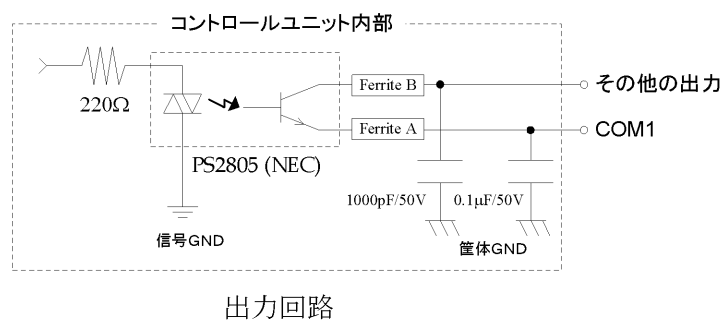 コントロールユニット内部
Ferrite B
その他の出力
220Ω
Ferrite A
COM1
PS2805 (NEC)
1000pF/50V
0.1μF/50V
信号GND
筐体GND
出力回路